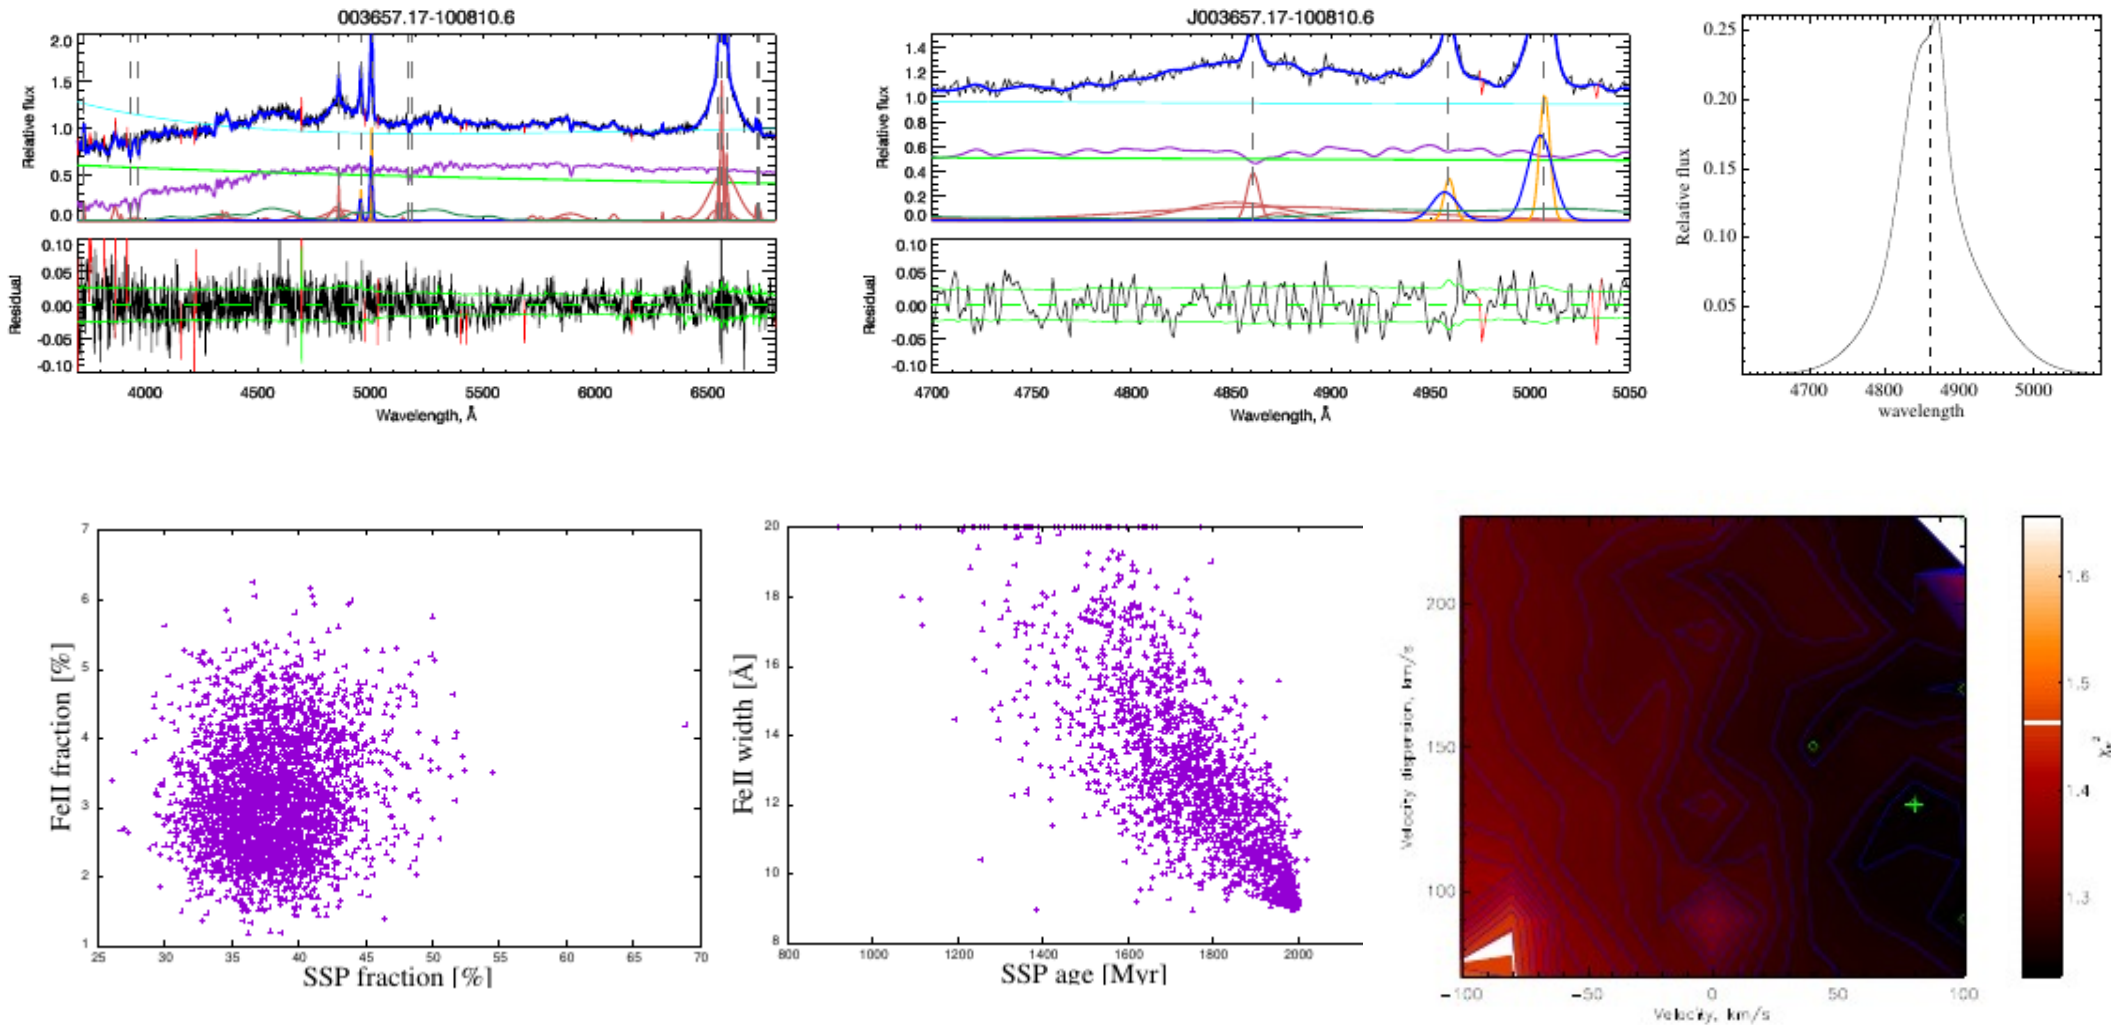 003657.17-100810.6
2.0
1.5
1.0
0.5
0.0
Relative flux
0.10
0.05
0.00
-0.05
-0.10
Residual
4000 4500 5000 5500 6000 6500
Wavelength, Å
J003657.17-100810.6
1.4
1.2
1.0
0.8
0.6
0.4
0.2
0.0
Relative flux
0.10
0.05
0.00
-0.05
-0.10
Residual
4700 4750 4800 4850 4900 4950 5000 5050
Wavelength, Å
0.25
0.20
0.15
0.10
0.05
Relative flux
4700 4800 4900 5000
wavelength
7
6
5
4
3
2
1
FeII fraction [%]
25 30 35 40 45 50 55 60 65 70
SSP fraction [%]
20
18
16
14
12
10
8
FeII width [Å]
800 1000 1200 1400 1600 1800 2000
SSP age [Myr]
200
150
100
Velocity dispersion, km/s
-100 -50 0 50 100
Velocity, km/s
1.6
1.5
1.4
1.3